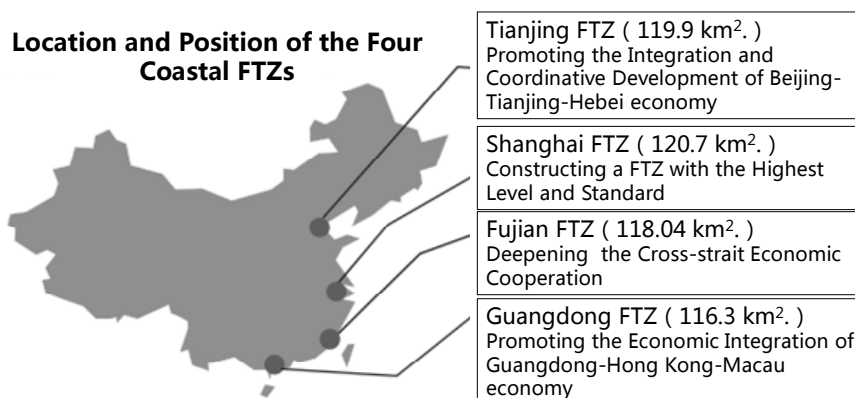 Location and Position of the Four
Coastal FTZs
Tianjing FTZ ( 119.9 km². )
Promoting the Integration and
Coordinative Development of Beijing-
Tianjing-Hebei economy
Shanghai FTZ ( 120.7 km². )
Constructing a FTZ with the Highest
Level and Standard
Fujian FTZ ( 118.04 km². )
Deepening the Cross-strait Economic
Cooperation
Guangdong FTZ ( 116.3 km². )
Promoting the Economic Integration of
Guangdong-Hong Kong-Macau
economy